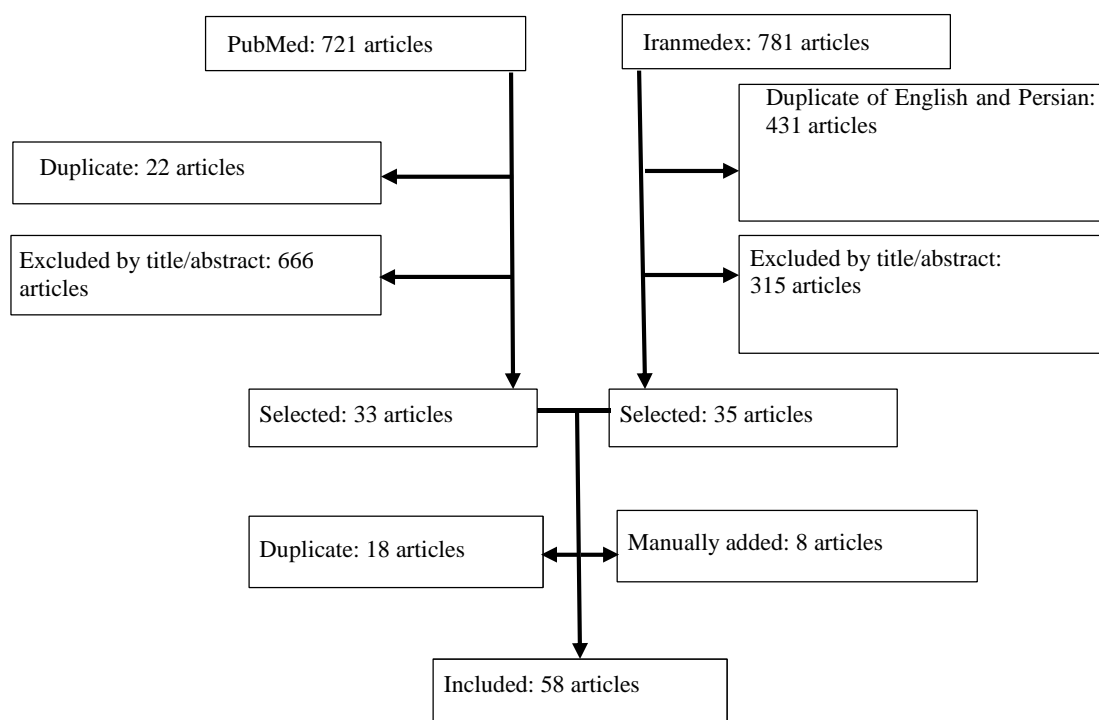 PubMed: 721 articles
Iranmedex: 781 articles
Duplicate of English and Persian:
431 articles
Duplicate: 22 articles
Excluded by title/abstract: 666
articles
Excluded by title/abstract:
315 articles
Selected: 33 articles
Selected: 35 articles
Duplicate: 18 articles
Manually added: 8 articles
Included: 58 articles